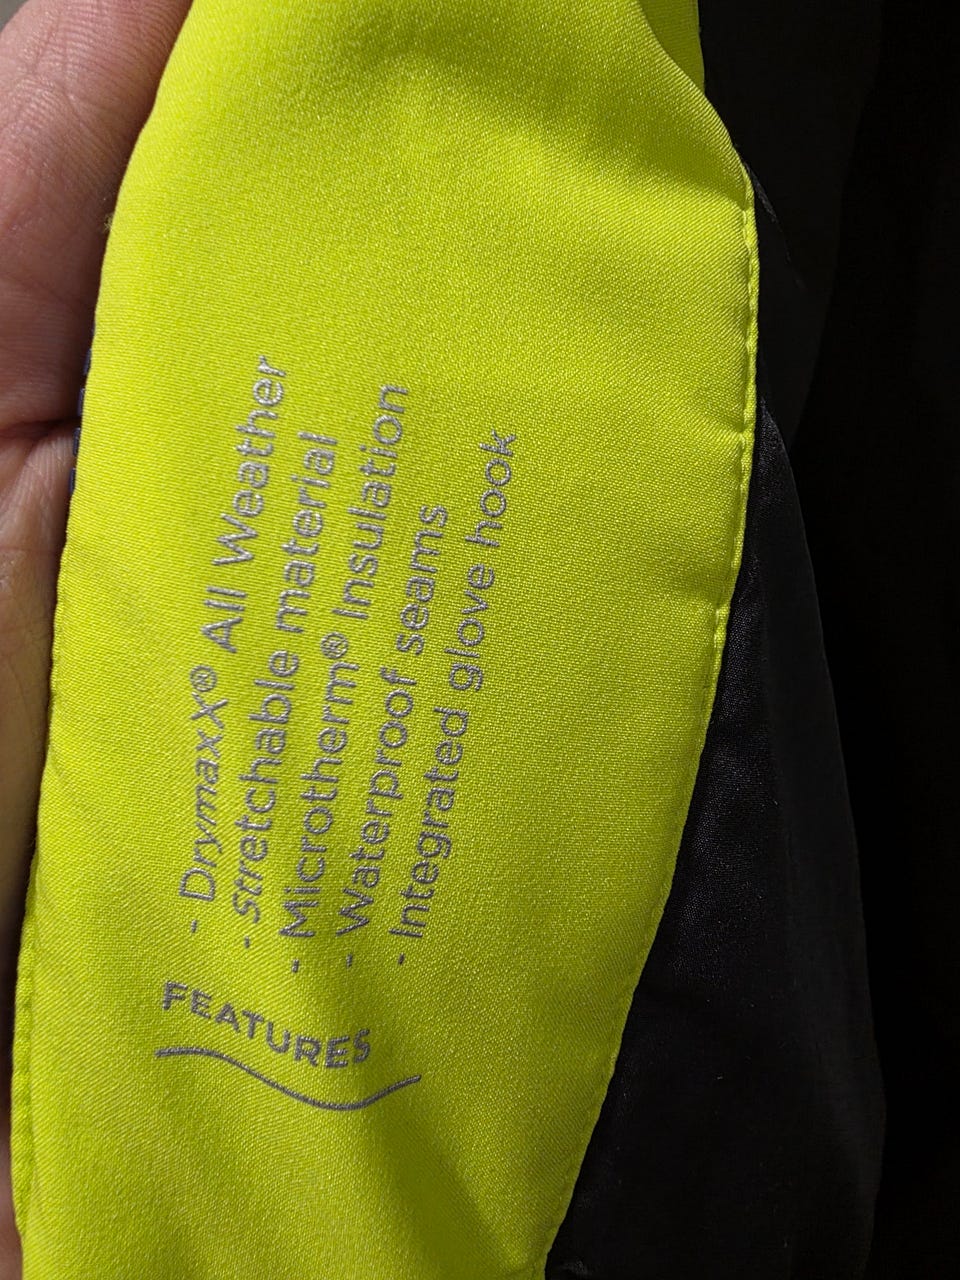 FEATURES
- DrymaxX® All Weather
- Stretchable material
- Microtherm® Insulation
- Waterproof seams
- Integrated glove hook